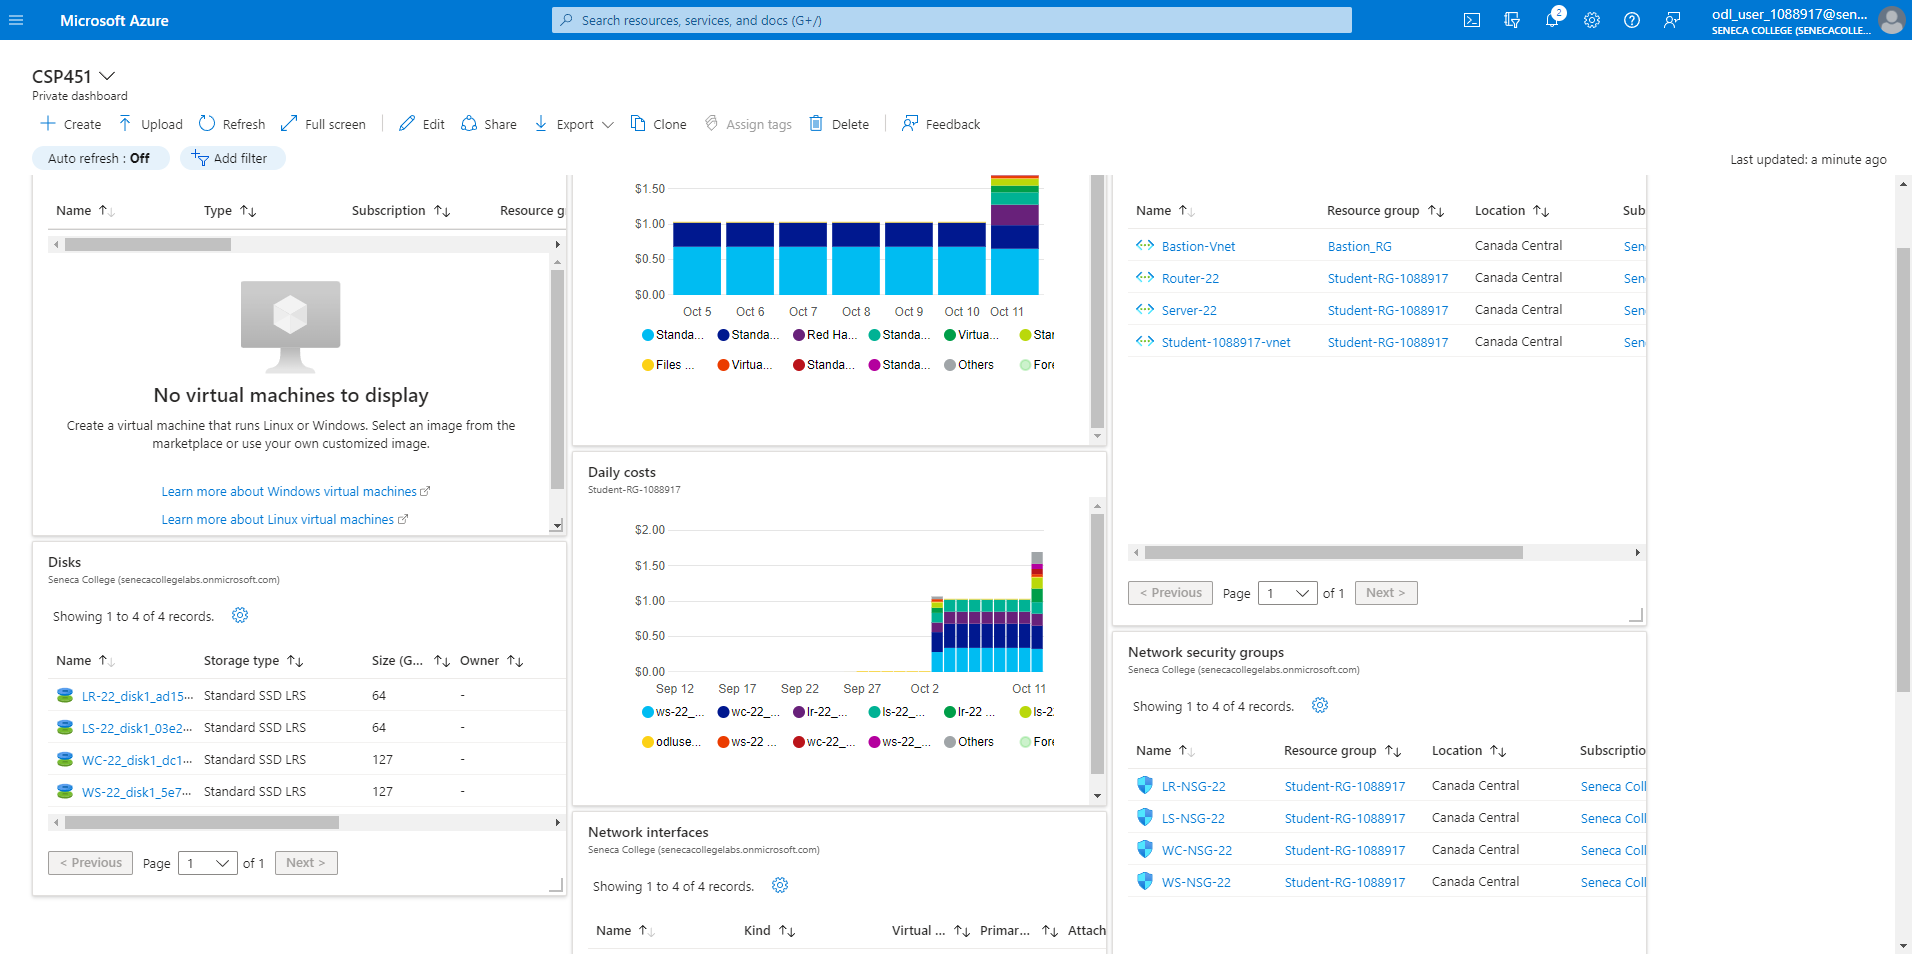 Microsoft Azure
Search resources, services, and docs (G+/)
2
odl_user_1088917@sen...
SENECA COLLEGE (SENECACOLLE...
CSP451
Private dashboard
Create
Upload
Refresh
Full screen
Edit
Share
Export
Clone
Assign tags
Delete
Feedback
Auto refresh : Off
Add filter
Last updated: a minute ago
Name
Type
Subscription
Resource g
No virtual machines to display
Create a virtual machine that runs Linux or Windows. Select an image from the
marketplace or use your own customized image.
Learn more about Windows virtual machines
Learn more about Linux virtual machines
Disks
Seneca College (senecacollegelabs.onmicrosoft.com)
Showing 1 to 4 of 4 records.
Name Storage type Size (G... Owner
LR-22_disk1_ad15... Standard SSD LRS 64 -
LS-22_disk1_03e2... Standard SSD LRS 64 -
WC-22_disk1_dc1... Standard SSD LRS 127 -
WS-22_disk1_5e7... Standard SSD LRS 127 -
< Previous Page 1 of 1 Next >
$1.50
$1.00
$0.50
$0.00
Oct 5 Oct 6 Oct 7 Oct 8 Oct 9 Oct 10 Oct 11
Standa... Standa... Red Ha... Standa... Virtua... Star
Files ... Virtua... Standa... Standa... Others Fore
Daily costs
Student-RG-1088917
$2.00
$1.50
$1.00
$0.50
$0.00
Sep 12 Sep 17 Sep 22 Sep 27 Oct 2 Oct 11
ws-22_... wc-22_... lr-22_... ls-22_... lr-22 ... ls-2
odluse... ws-22 ... wc-22_... ws-22_... Others Fore
Network interfaces
Seneca College (senecacollegelabs.onmicrosoft.com)
Showing 1 to 4 of 4 records.
Name Kind Virtual ... Primar... Attach
Name Resource group Location Sub
Bastion-Vnet Bastion_RG Canada Central Sen
Router-22 Student-RG-1088917 Canada Central Sen
Server-22 Student-RG-1088917 Canada Central Sen
Student-1088917-vnet Student-RG-1088917 Canada Central Sen
< Previous Page 1 of 1 Next >
Network security groups
Seneca College (senecacollegelabs.onmicrosoft.com)
Showing 1 to 4 of 4 records.
Name Resource group Location Subscriptio
LR-NSG-22 Student-RG-1088917 Canada Central Seneca Coll
LS-NSG-22 Student-RG-1088917 Canada Central Seneca Coll
WC-NSG-22 Student-RG-1088917 Canada Central Seneca Coll
WS-NSG-22 Student-RG-1088917 Canada Central Seneca Coll